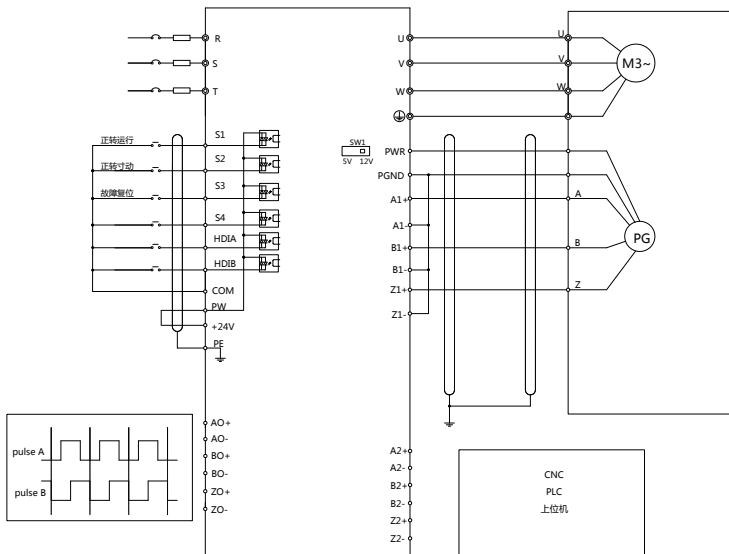 R
S
T
正转运行
正转寸动
故障复位
S1
S2
S3
S4
HDIA
HDIB
COM
PW
+24V
PE
SW1
5V 12V
U
V
W
PWR
PGND
A1+
A1-
B1+
B1-
Z1+
Z1-
U
V
W
M3~
A
B
Z
PG
pulse A
pulse B
AO+
AO-
BO+
BO-
ZO+
ZO-
A2+
A2-
B2+
B2-
Z2+
Z2-
CNC
PLC
上位机